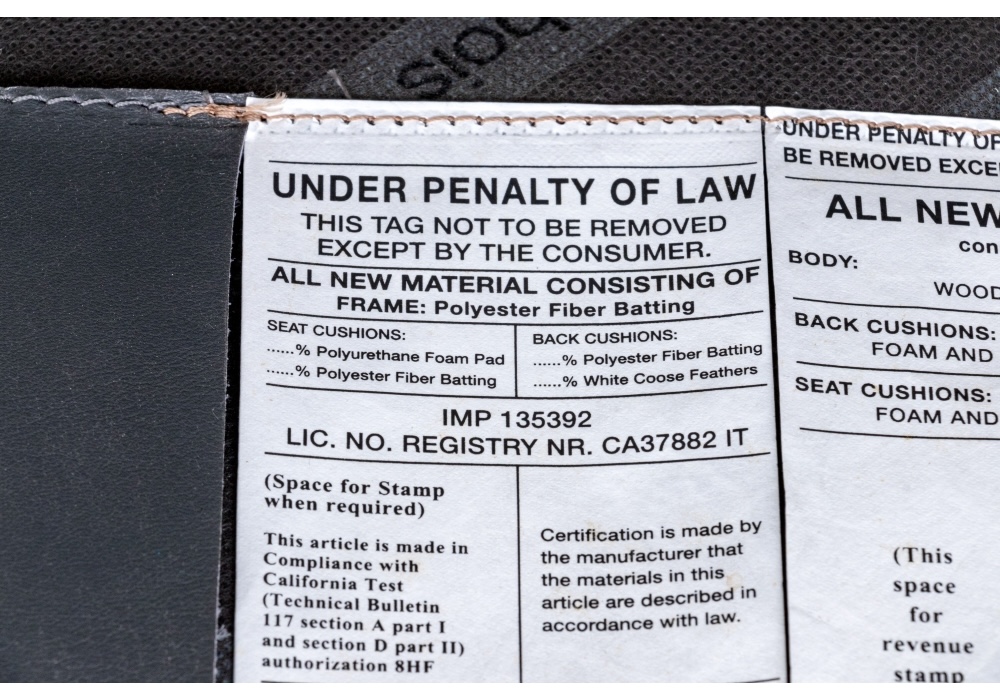 UNDER PENALTY OF LAW
THIS TAG NOT TO BE REMOVED
EXCEPT BY THE CONSUMER.
ALL NEW MATERIAL CONSISTING OF
FRAME: Polyester Fiber Batting
SEAT CUSHIONS:
......% Polyurethane Foam Pad
......% Polyester Fiber Batting
BACK CUSHIONS:
......% Polyester Fiber Batting
......% White Coose Feathers
IMP 135392
LIC. NO. REGISTRY NR. CA37882 IT
(Space for Stamp
when required)
This article is made in
Compliance with
California Test
(Technical Bulletin
117 section A part I
and section D part II)
authorization 8HF
Certification is made by
the manufacturer that
the materials in this
article are described in
accordance with law.
UNDER PENALTY OF
BE REMOVED EXCE
ALL NEW
con
BODY:
WOOD
BACK CUSHIONS:
FOAM AND
SEAT CUSHIONS:
FOAM AND
(This
space
for
revenue
stamp